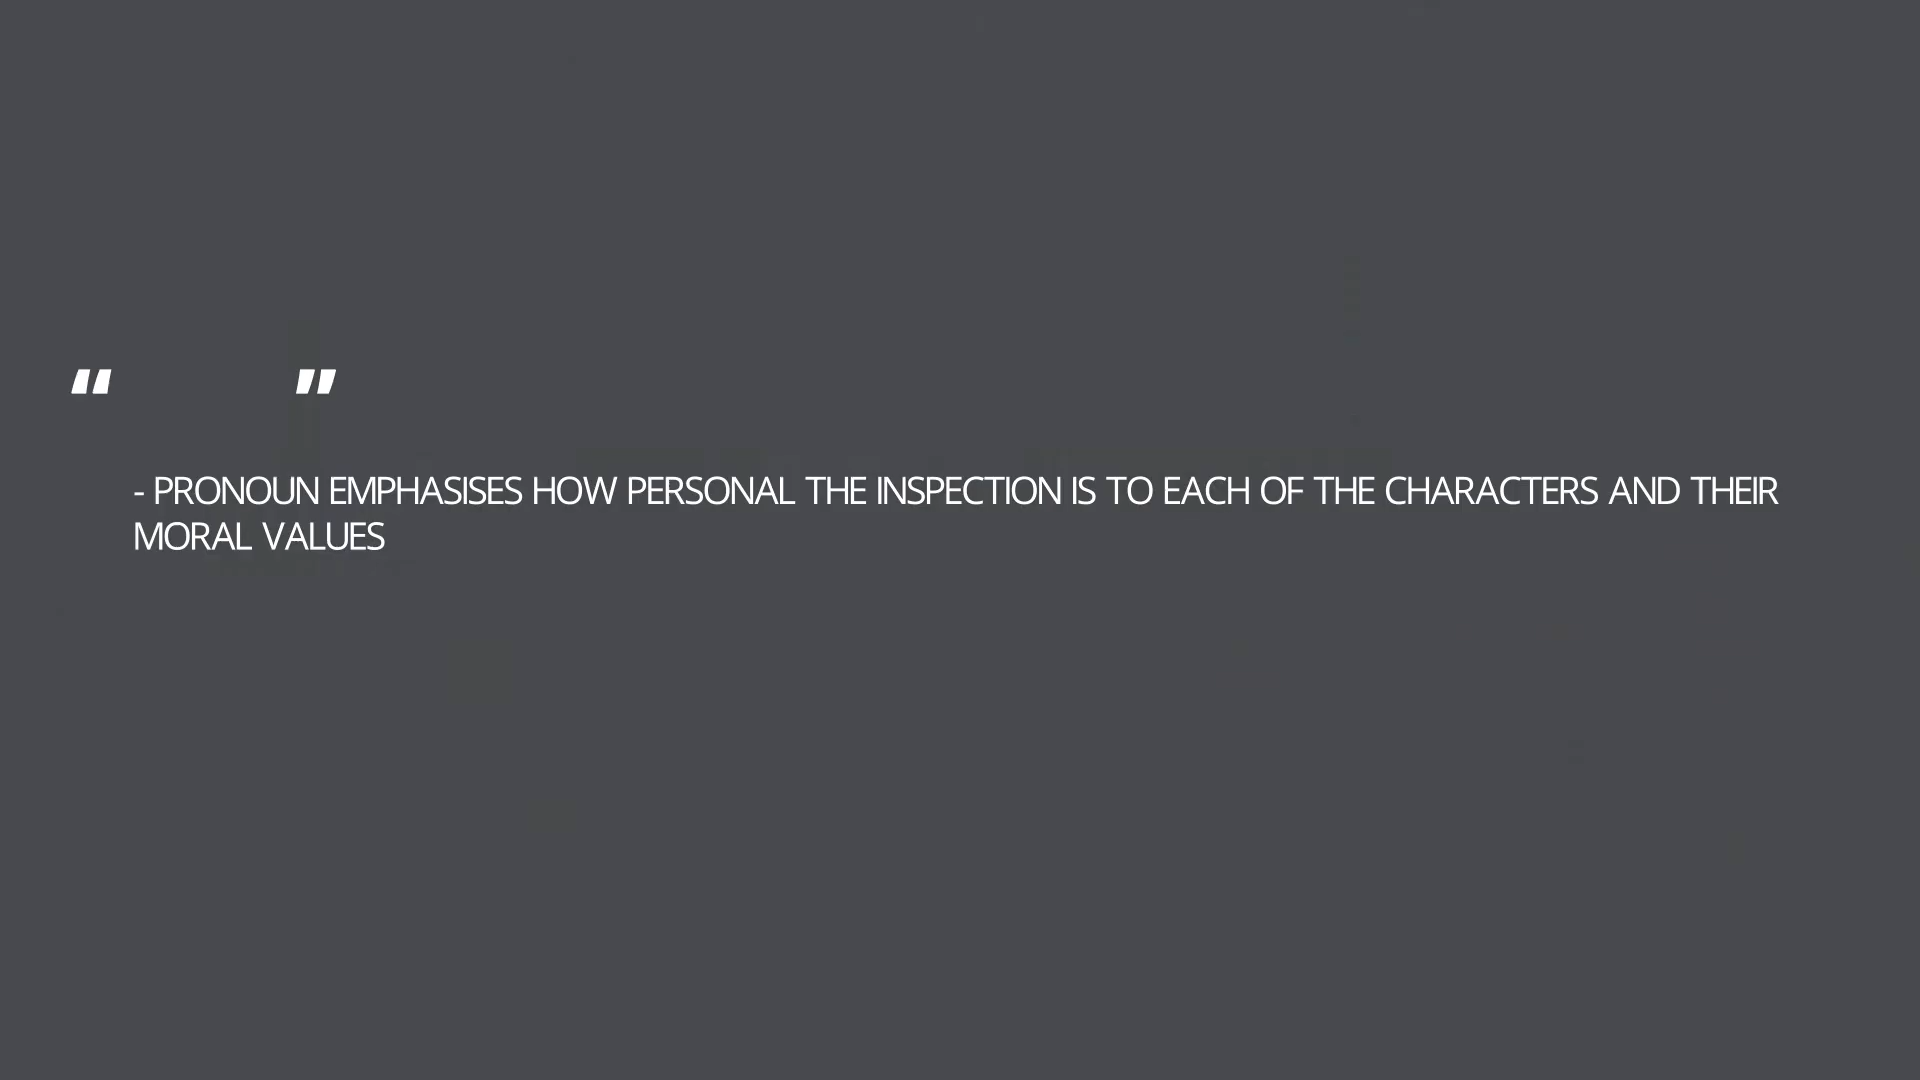 “ ”
- PRONOUN EMPHASISES HOW PERSONAL THE INSPECTION IS TO EACH OF THE CHARACTERS AND THEIR
MORAL VALUES